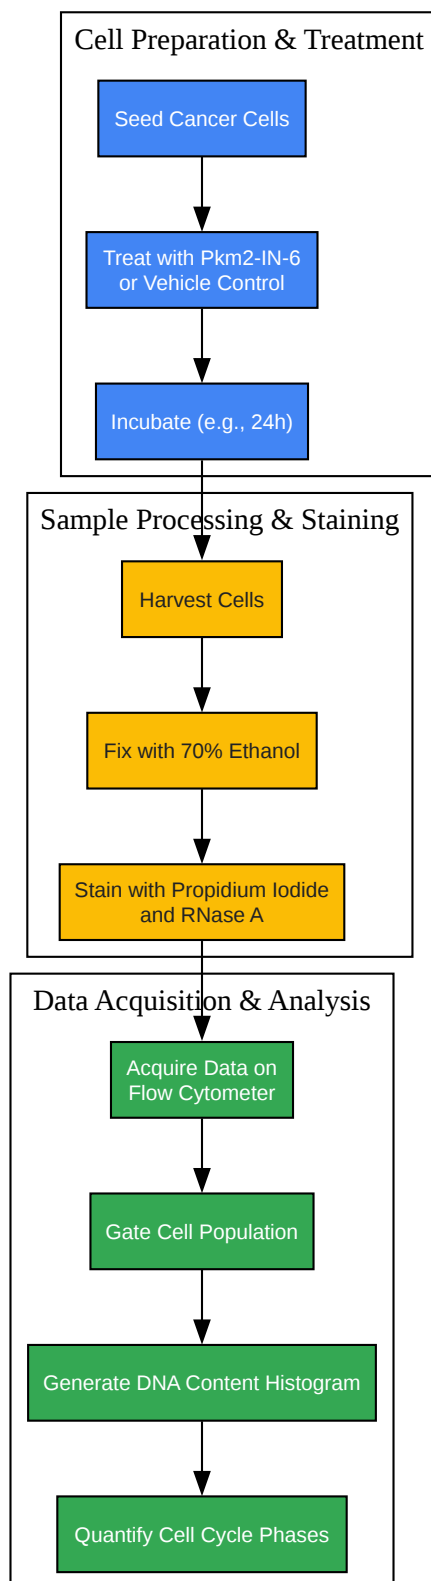 Cell Preparation & Treatment
Seed Cancer Cells
Treat with Pkm2-IN-6
or Vehicle Control
Incubate (e.g., 24h)
Sample Processing & Staining
Harvest Cells
Fix with 70% Ethanol
Stain with Propidium Iodide
and RNase A
Data Acquisition & Analysis
Acquire Data on
Flow Cytometer
Gate Cell Population
Generate DNA Content Histogram
Quantify Cell Cycle Phases